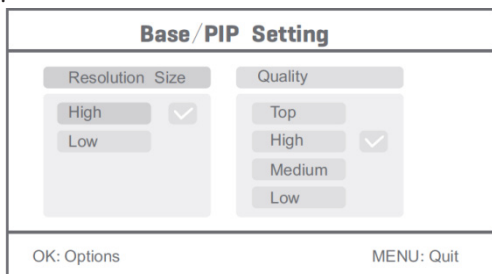 Base/PIP Setting
Resolution Size
High
Low
Quality
Top
High
Medium
Low
OK: Options
MENU: Quit